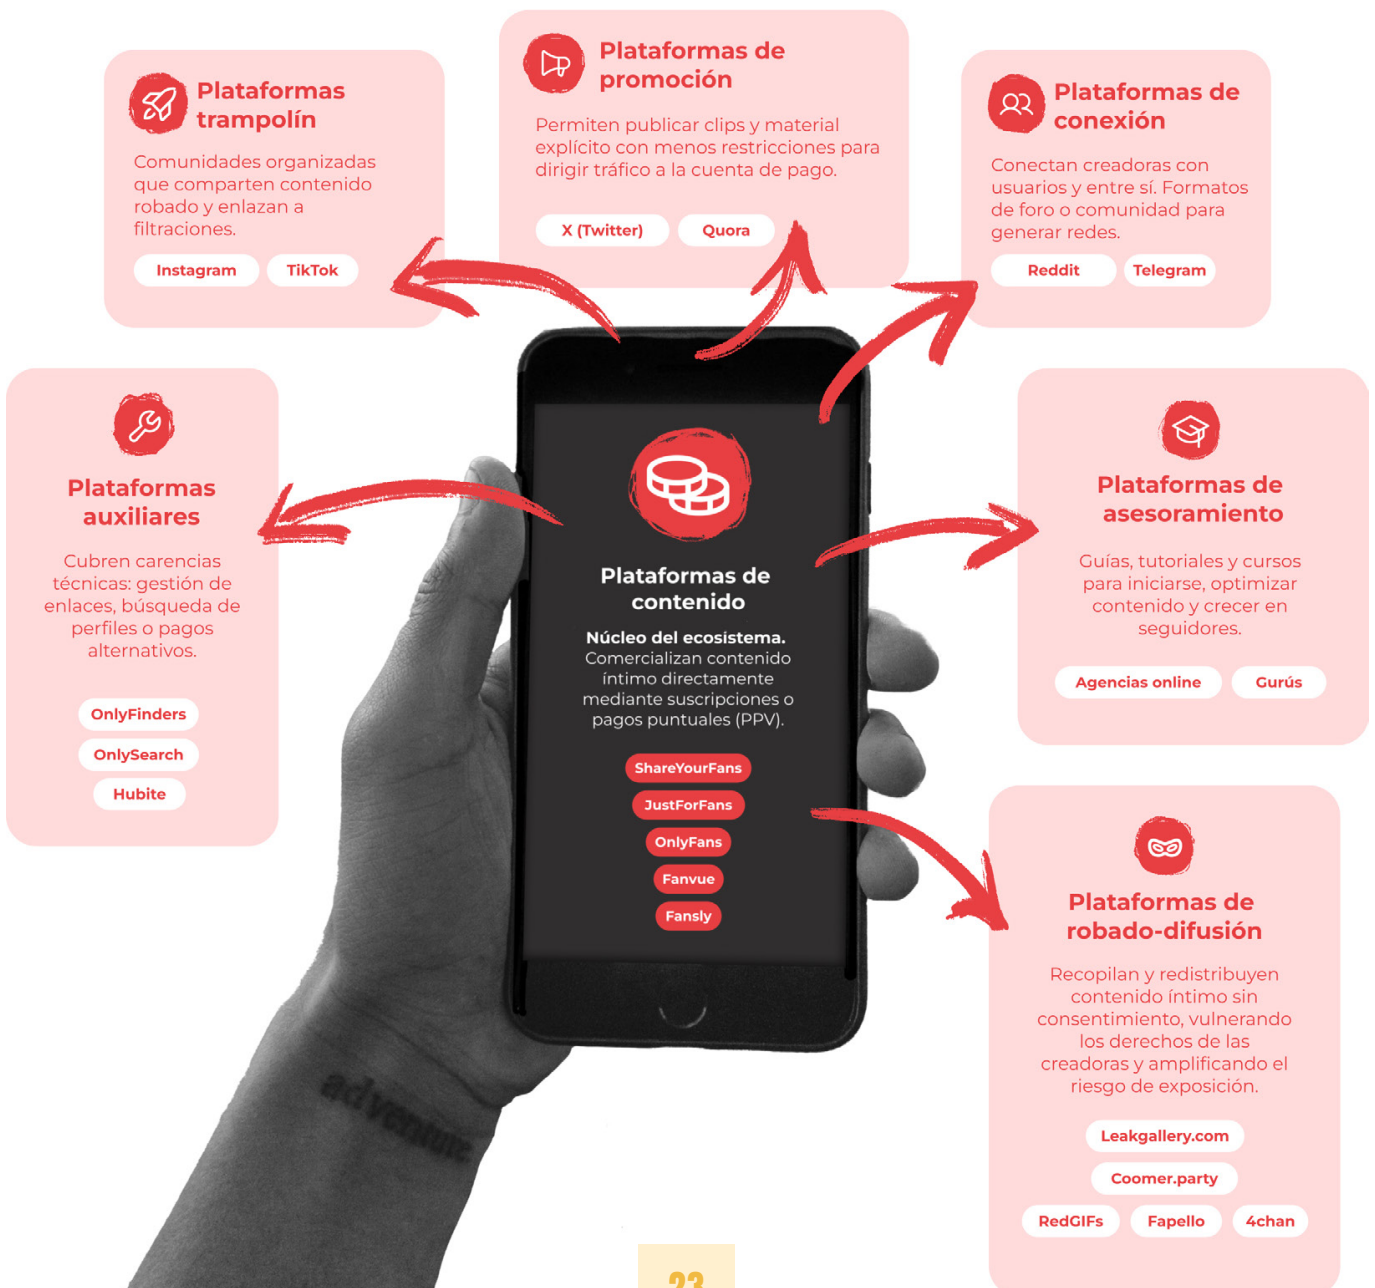 Plataformas
trampolín
Comunidades organizadas
que comparten contenido
robado y enlazan a
filtraciones.
Instagram
TikTok
Plataformas de
promoción
Permiten publicar clips y material
explícito con menos restricciones para
dirigir tráfico a la cuenta de pago.
X (Twitter)
Quora
Plataformas de
conexión
Conectan creadoras con
usuarios y entre sí. Formatos
de foro o comunidad para
generar redes.
Reddit
Telegram
Plataformas
auxiliares
Cubren carencias
técnicas: gestión de
enlaces, búsqueda de
perfiles o pagos
alternativos.
OnlyFinders
OnlySearch
Hubite
Plataformas de
contenido
Núcleo del ecosistema.
Comercializan contenido
íntimo directamente
mediante suscripciones o
pagos puntuales (PPV).
ShareYourFans
JustForFans
OnlyFans
Fanvue
Fansly
Plataformas de
asesoramiento
Guías, tutoriales y cursos
para iniciarse, optimizar
contenido y crecer en
seguidores.
Agencias online
Gurús
Plataformas de
robado-difusión
Recopilan y redistribuyen
contenido íntimo sin
consentimiento, vulnerando
los derechos de las
creadoras y amplificando el
riesgo de exposición.
Leakgallery.com
Coomer.party
RedGIFs
Fapello
4chan
23